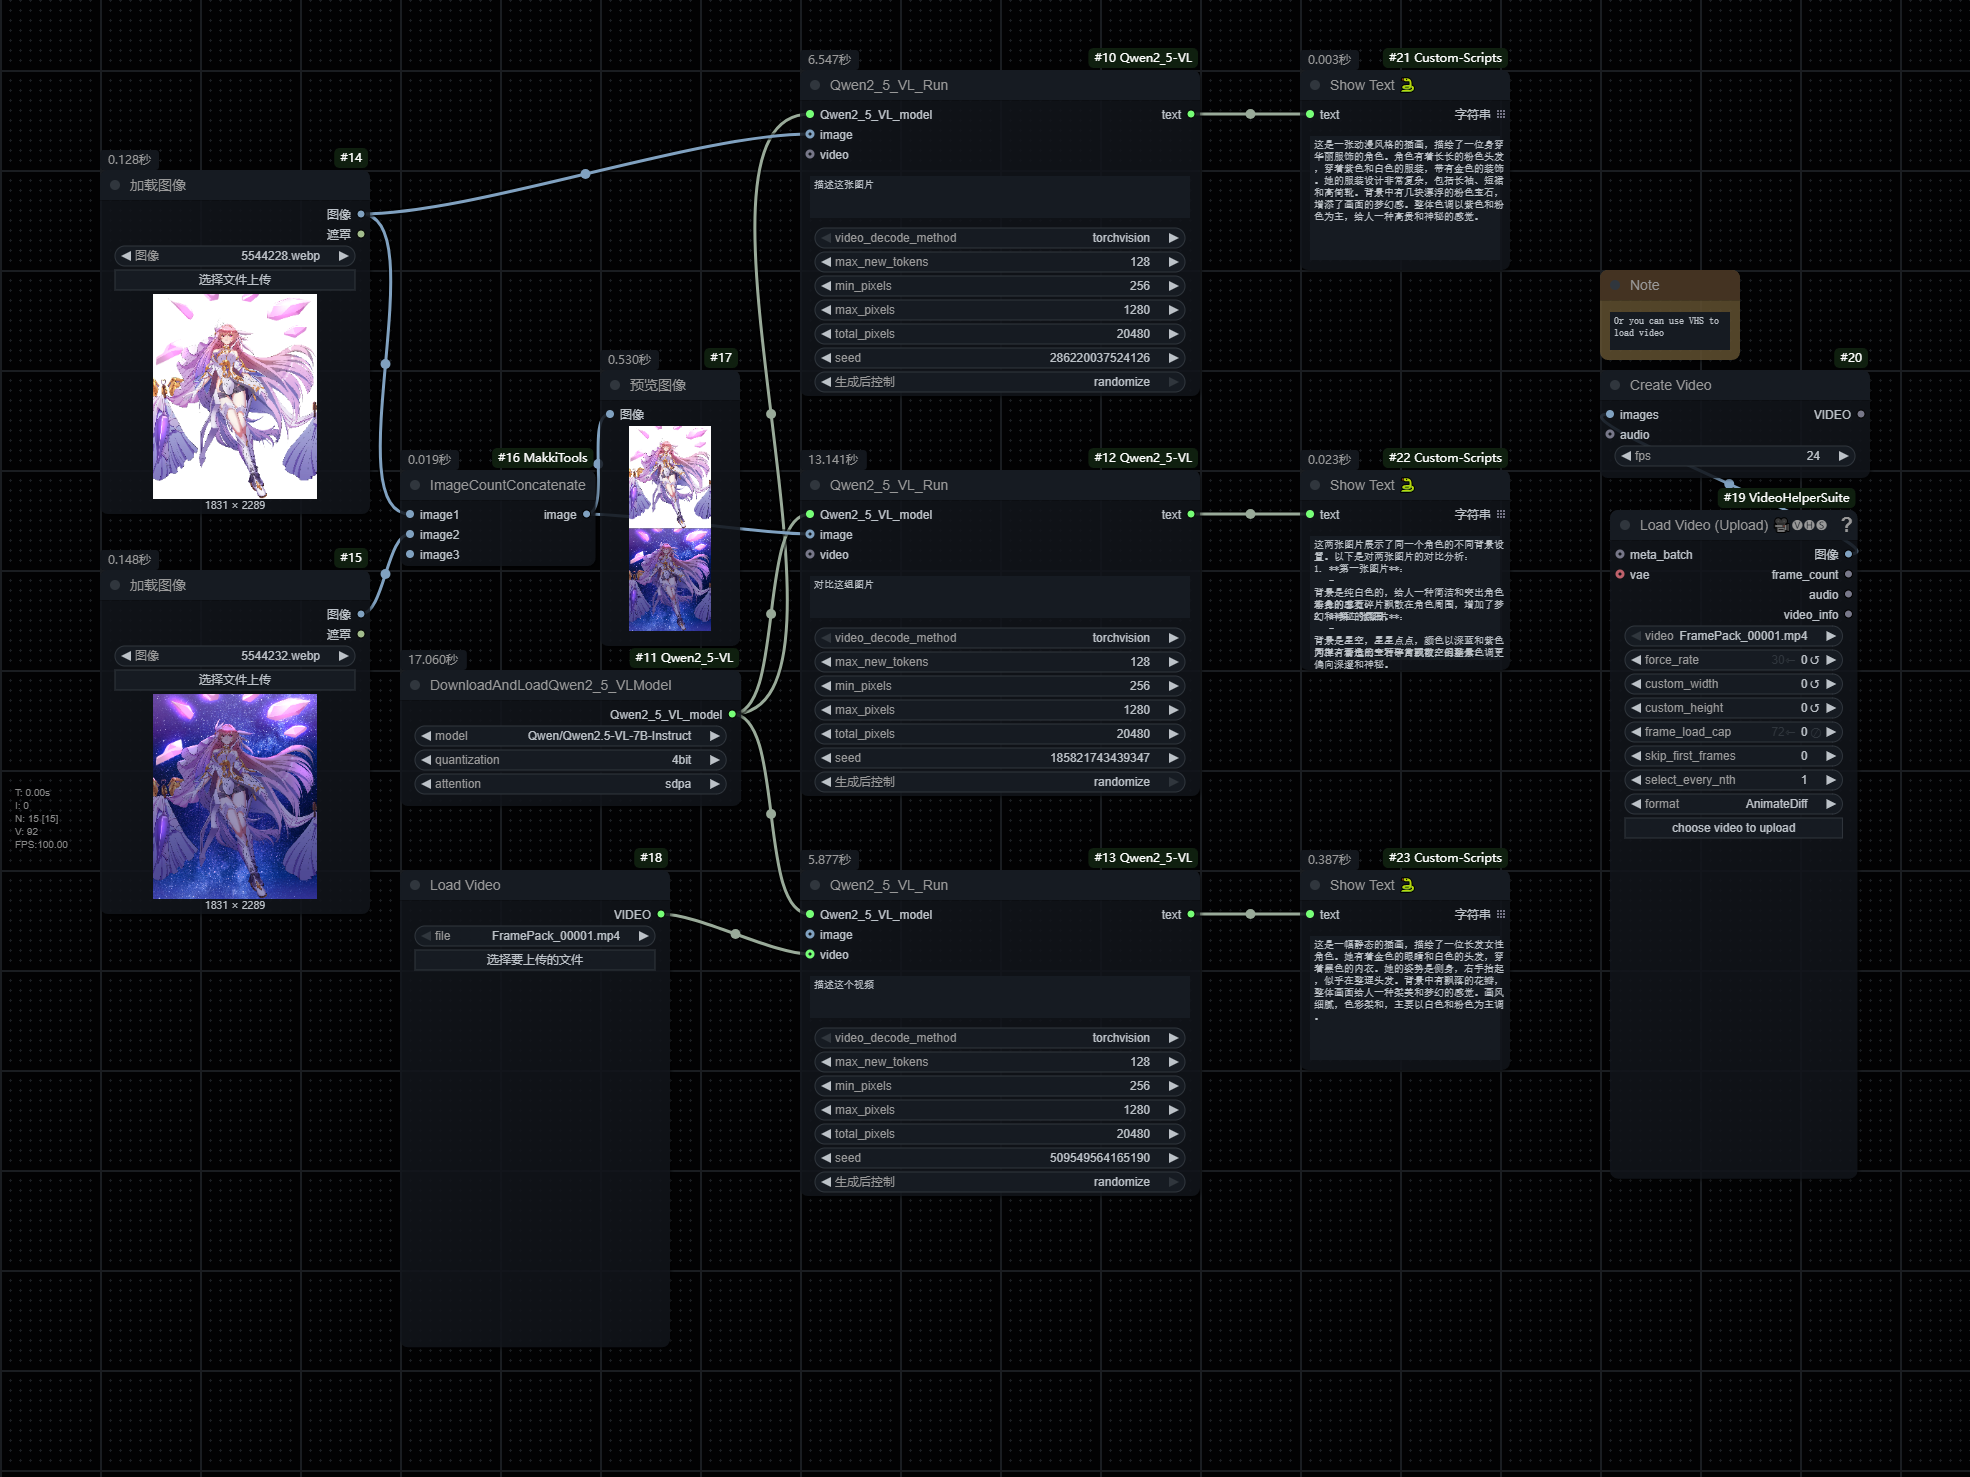 0.128秒
#14
加载图像
图像
遮罩
图像 5544228.webp
选择文件上传
1831 × 2289
0.148秒
#15
加载图像
图像
遮罩
图像 5544232.webp
选择文件上传
1831 × 2289
T: 0.00s
I: 0
N: 15 [15]
V: 92
FPS:100.00
0.019秒
#16 MakkiTools
ImageCountConcatenate
image1 image
image2
image3
0.530秒
#17
预览图像
图像
17.060秒
#11 Qwen2_5-VL
DownloadAndLoadQwen2_5_VLModel
Qwen2_5_VL_model
model Qwen/Qwen2.5-VL-7B-Instruct
quantization 4bit
attention sdpa
#18
Load Video
VIDEO
file FramePack_00001.mp4
选择要上传的文件
6.547秒
#10 Qwen2_5-VL
Qwen2_5_VL_Run
Qwen2_5_VL_model text
image
video
描述这张图片
video_decode_method torchvision
max_new_tokens 128
min_pixels 256
max_pixels 1280
total_pixels 20480
seed 286220037524126
生成后控制 randomize
13.141秒
#12 Qwen2_5-VL
Qwen2_5_VL_Run
Qwen2_5_VL_model text
image
video
对比这组图片
video_decode_method torchvision
max_new_tokens 128
min_pixels 256
max_pixels 1280
total_pixels 20480
seed 185821743439347
生成后控制 randomize
5.877秒
#13 Qwen2_5-VL
Qwen2_5_VL_Run
Qwen2_5_VL_model text
image
video
描述这个视频
video_decode_method torchvision
max_new_tokens 128
min_pixels 256
max_pixels 1280
total_pixels 20480
seed 509549564165190
生成后控制 randomize
0.003秒
#21 Custom-Scripts
Show Text
text 字符串
这是一张动漫风格的插画，描绘了一位身穿
华丽服饰的角色。角色有着长长的粉色头发
，穿着紫色和白色的服装，带有金色的装饰
。她的服装设计非常复杂，包括长袖、短裙
和高筒靴。背景中有几块漂浮的粉色宝石，
增添了画面的梦幻感。整体色调以紫色和粉
色为主，给人一种高贵和神秘的感觉。
0.023秒
#22 Custom-Scripts
Show Text
text 字符串
这两张图片展示了同一个角色的不同背景设
置。以下是对两张图片的对比分析：
1. **第一张图片**：
-
背景是纯白色的，给人一种简洁和突出角色
碎片飘散在角色周围，增加了梦
-
背景是星空，星星点点，颜色以深蓝和紫色
色调更
偏向深邃和神秘。
0.387秒
#23 Custom-Scripts
Show Text
text 字符串
这是一幅静态的插画，描绘了一位长发女性
角色。她有着金色的眼睛和白色的头发，穿
着黑色的内衣。她的姿势是侧身，右手抬起
，似乎在整理头发。背景中有飘落的花瓣，
整体画面给人一种柔美和梦幻的感觉。画风
细腻，色彩柔和，主要以白色和粉色为主调
。
Note
Or you can use VHS to
load video
#20
Create Video
images VIDEO
audio
fps 24
#19 VideoHelperSuite
Load Video (Upload) 🎥🅥🅗🅢 ?
meta_batch 图像
vae frame_count
audio
video_info
video FramePack_00001.mp4
force_rate 30← 0
custom_width 0
custom_height 0
frame_load_cap 72← 0
skip_first_frames 0
select_every_nth 1
format AnimateDiff
choose video to upload